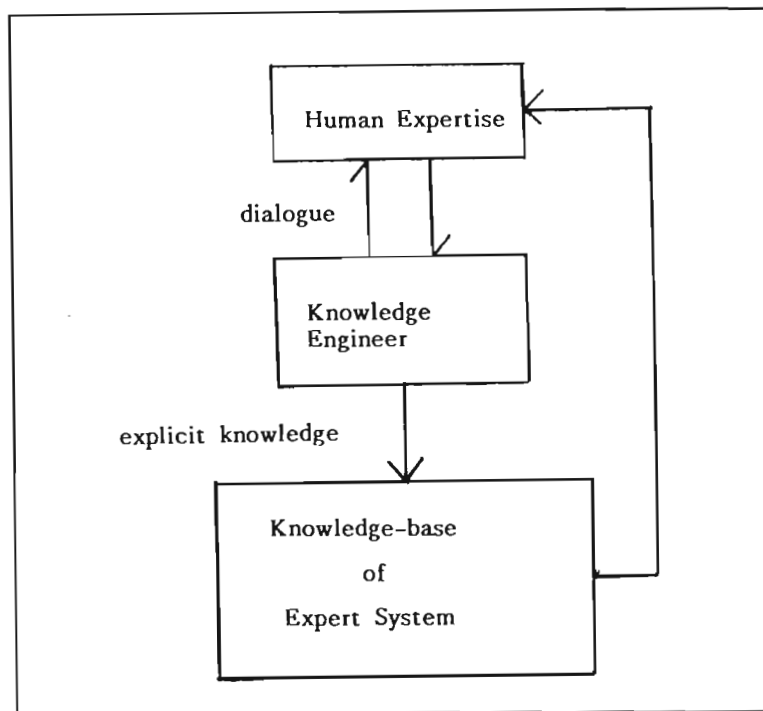 Human Expertise
dialogue
Knowledge
Engineer
explicit knowledge
Knowledge-base
of
Expert System